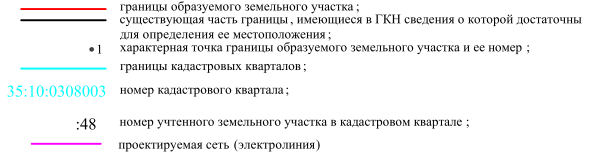 границы образуемого земельного участка;
существующая часть границы, имеющиеся в ГКН сведения о которой достаточны
для определения ее местоположения;
•1 характерная точка границы образуемого земельного участка и ее номер;
границы кадастровых кварталов;
35:10:0308003 номер кадастрового квартала;
:48 номер учтенного земельного участка в кадастровом квартале;
проектируемая сеть (электролиния)